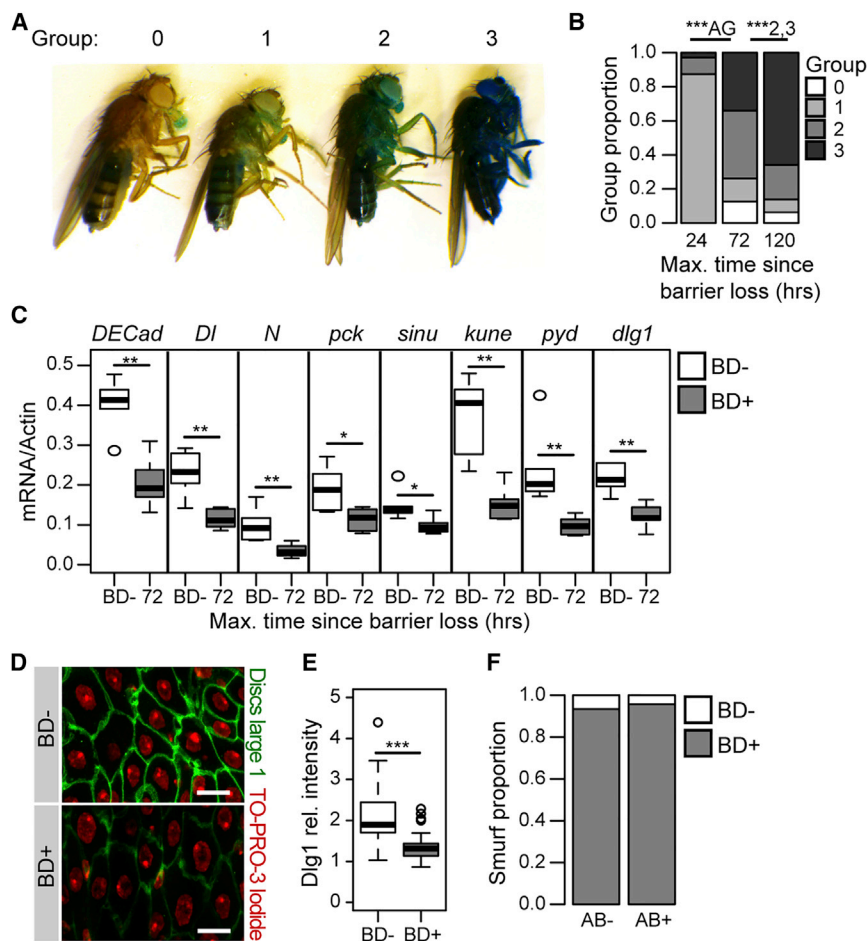 A
Group: 0 1 2 3
B
***AG ***2,3
Group proportion
1.0
0.8
0.6
0.4
0.2
0.0
24 72 120
Max. time since
barrier loss (hrs)
Group
0
1
2
3
C
DECad Dl N pck sinu kune pyd dlg1
mRNA/Actin
0.5
0.4
0.3
0.2
0.1
0.0
** ** ** * * ** ** **
BD- 72 BD- 72 BD- 72 BD- 72 BD- 72 BD- 72 BD- 72 BD- 72
Max. time since barrier loss (hrs)
BD-
BD+
D
BD-
BD+
Discs large 1
TO-PRO-3 Iodide
E
Dlg1 rel. intensity
5
4
3
2
1
0
***
BD- BD+
F
Smurf proportion
1.0
0.8
0.6
0.4
0.2
0.0
AB- AB+
BD-
BD+